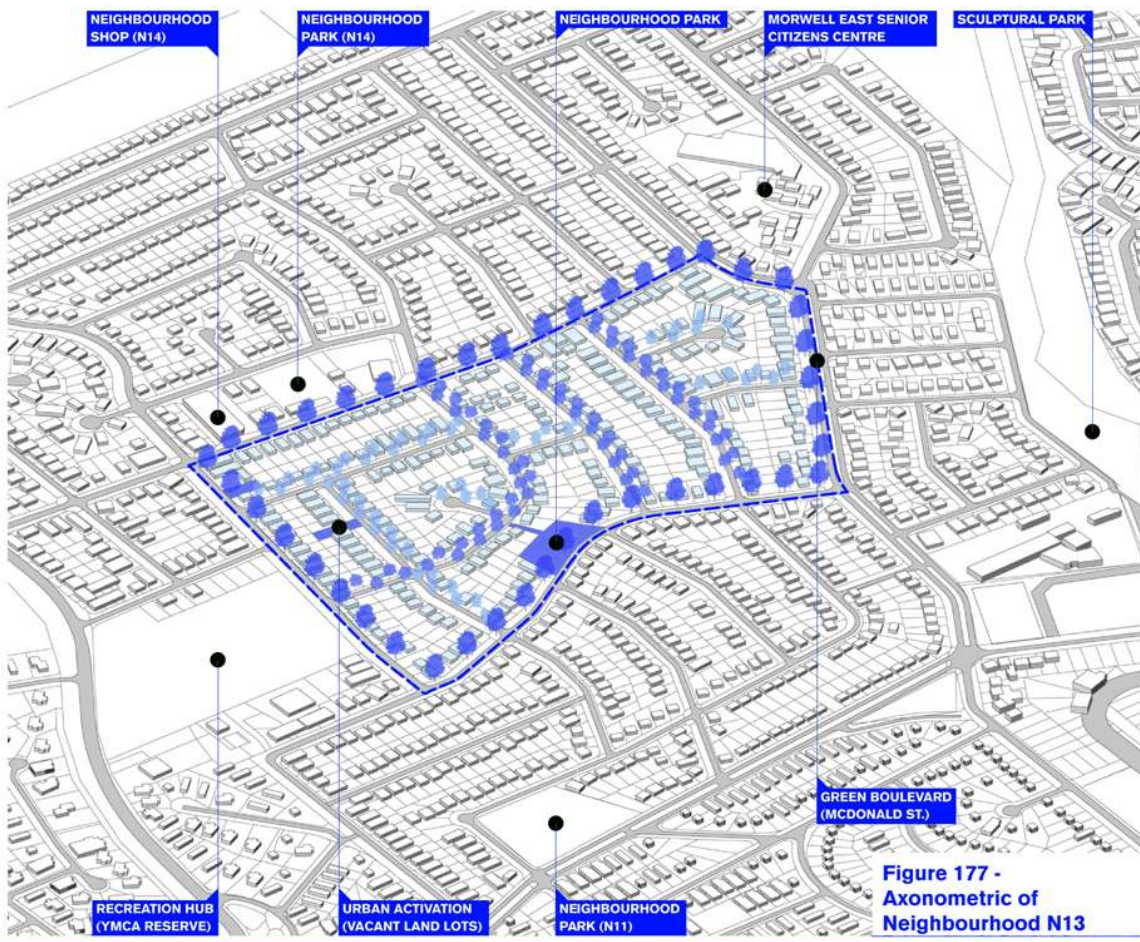 NEIGHBOURHOOD
SHOP (N14)
NEIGHBOURHOOD
PARK (N14)
NEIGHBOURHOOD PARK
MORWELL EAST SENIOR
CITIZENS CENTRE
SCULPTURAL PARK
GREEN BOULEVARD
(MCDONALD ST.)
RECREATION HUB
(YMCA RESERVE)
URBAN ACTIVATION
(VACANT LAND LOTS)
NEIGHBOURHOOD
PARK (N11)
Figure 177 -
Axonometric of
Neighbourhood N13